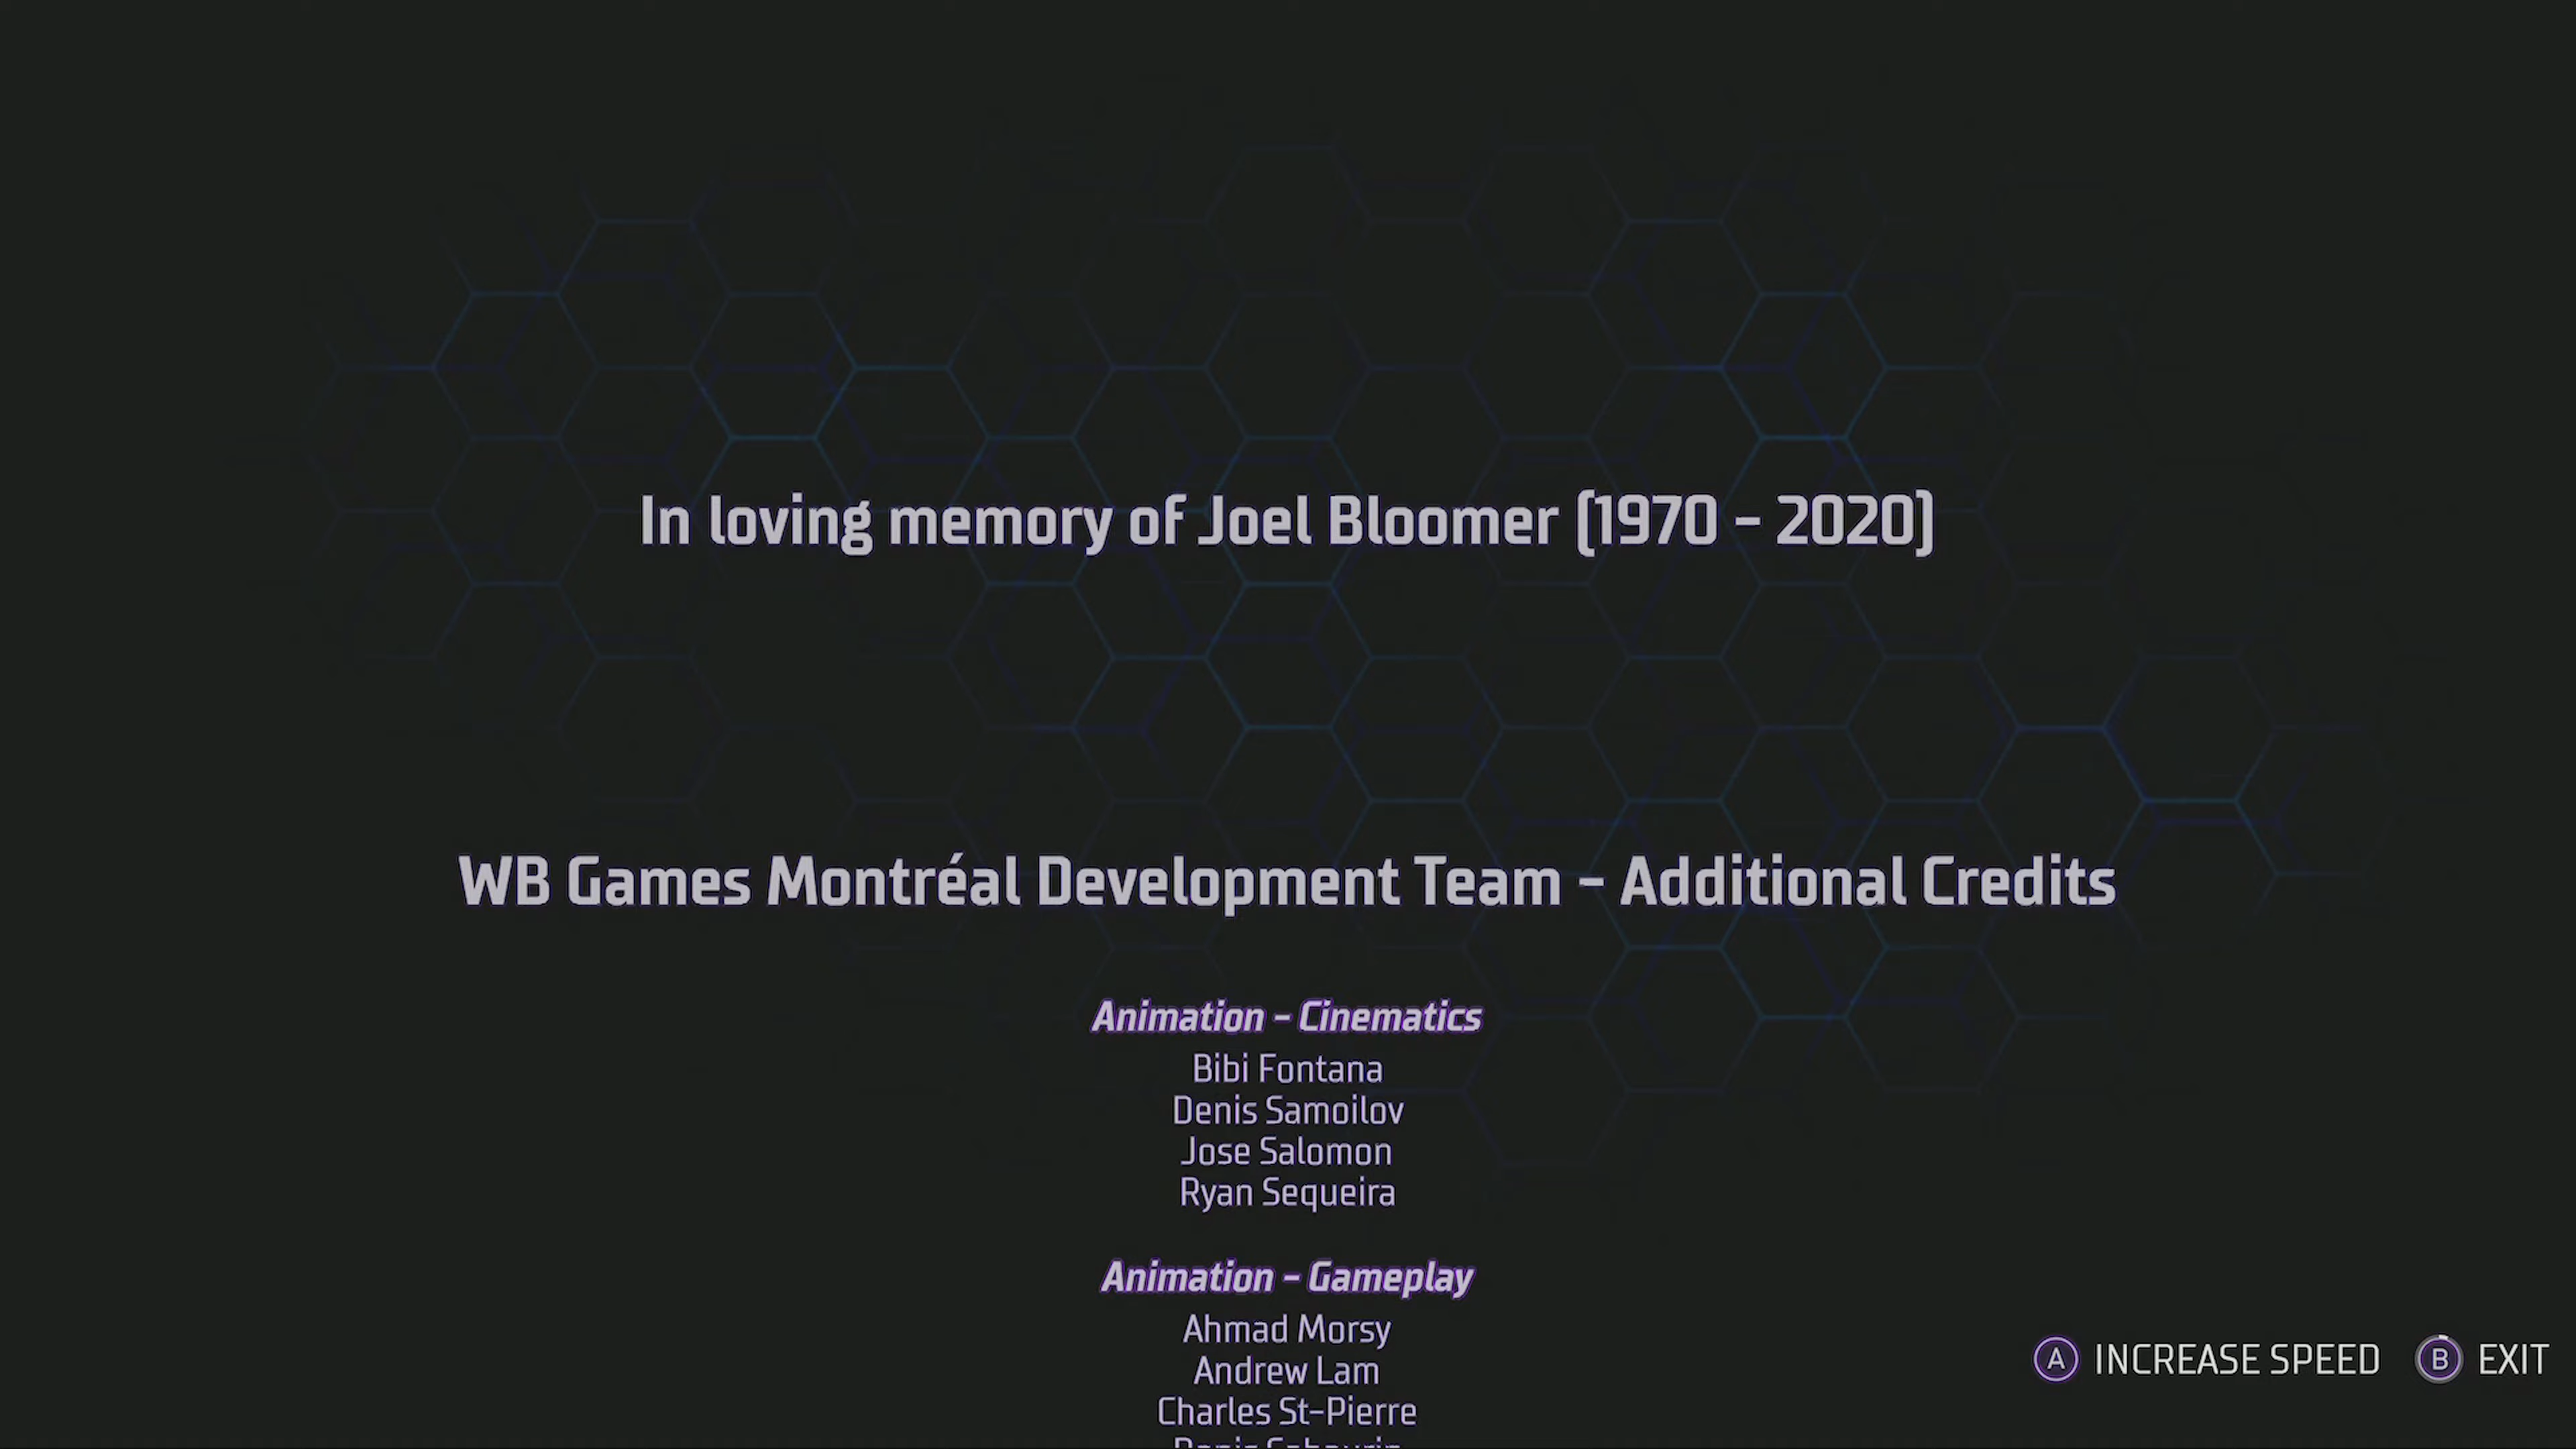 In loving memory of Joel Bloomer (1970 - 2020)
WB Games Montréal Development Team - Additional Credits
Animation - Cinematics
Bibi Fontana
Denis Samoilov
Jose Salomon
Ryan Sequeira
Animation - Gameplay
Ahmad Morsy
Andrew Lam
Charles St-Pierre
A INCREASE SPEED B EXIT